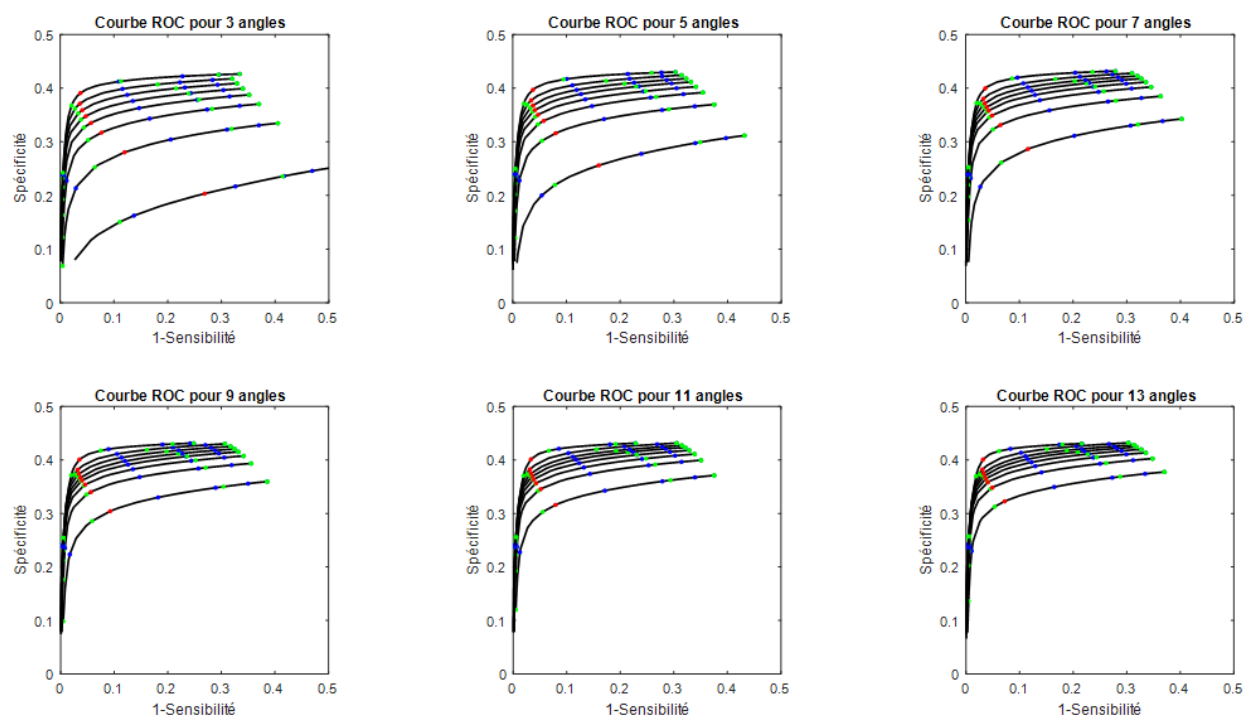 Courbe ROC pour 3 angles
0.5
0.4
0.3
0.2
0.1
0
Spécificité
0 0.1 0.2 0.3 0.4 0.5
1-Sensibilité
Courbe ROC pour 5 angles
0.5
0.4
0.3
0.2
0.1
0
Spécificité
0 0.1 0.2 0.3 0.4 0.5
1-Sensibilité
Courbe ROC pour 7 angles
0.5
0.4
0.3
0.2
0.1
0
Spécificité
0 0.1 0.2 0.3 0.4 0.5
1-Sensibilité
Courbe ROC pour 9 angles
0.5
0.4
0.3
0.2
0.1
0
Spécificité
0 0.1 0.2 0.3 0.4 0.5
1-Sensibilité
Courbe ROC pour 11 angles
0.5
0.4
0.3
0.2
0.1
0
Spécificité
0 0.1 0.2 0.3 0.4 0.5
1-Sensibilité
Courbe ROC pour 13 angles
0.5
0.4
0.3
0.2
0.1
0
Spécificité
0 0.1 0.2 0.3 0.4 0.5
1-Sensibilité